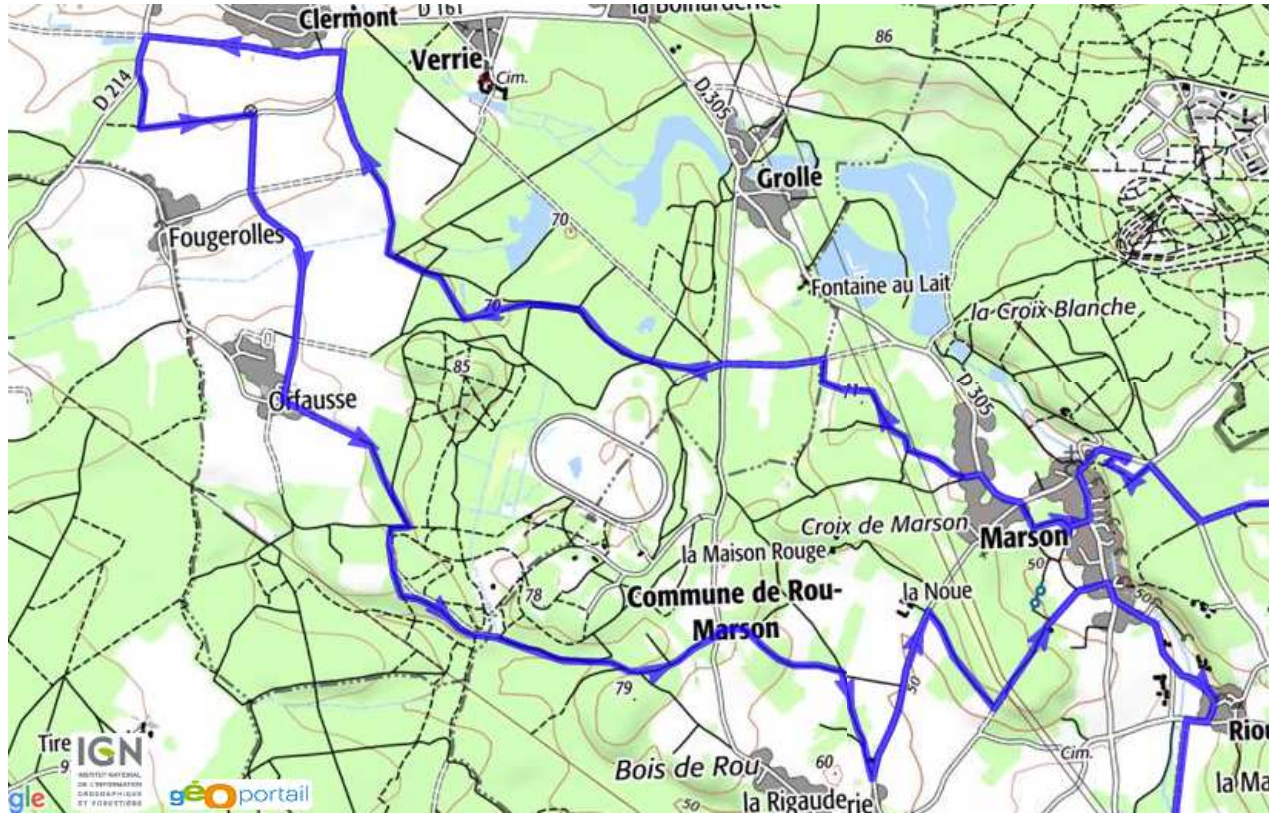 Clermont
D 161
la Boinarderie
86
Verrie
Cim.
D 214
D.305
Grolle
70
Fougerolles
Fontaine au Lait
la Croix Blanche
70
85
71
D 305
Orfausse
Croix de Marson
Marson
la Maison Rouge
50
78
Commune de Rou-
Marson
la Noue
50
79
50
Cim.
Riou
Tire
9
IGN
INSTITUT NATIONAL
DE L'INFORMATION
GEOGRAPHIQUE
ET FORESTIÈRE
gle
géoportail
Bois de Rou
60
la Rigauderie
50
la Ma